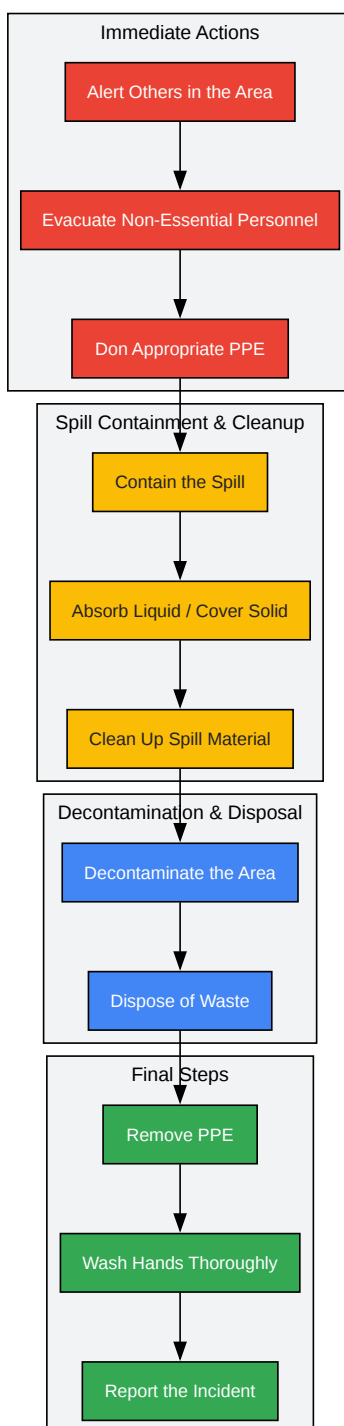 Immediate Actions
Alert Others in the Area
Evacuate Non-Essential Personnel
Don Appropriate PPE
Spill Containment & Cleanup
Contain the Spill
Absorb Liquid / Cover Solid
Clean Up Spill Material
Decontamination & Disposal
Decontaminate the Area
Dispose of Waste
Final Steps
Remove PPE
Wash Hands Thoroughly
Report the Incident